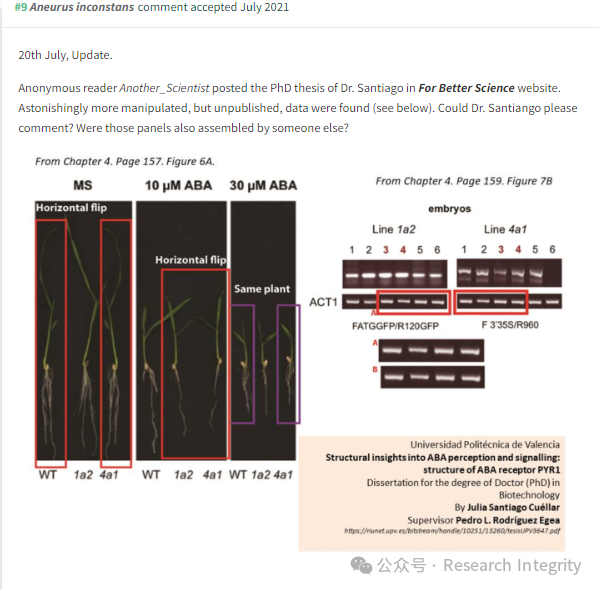 #9 Aneurus inconstans comment accepted July 2021
20th July, Update.
Anonymous reader Another_Scientist posted the PhD thesis of Dr. Santiago in For Better Science website.
Astonishingly more manipulated, but unpublished, data were found (see below). Could Dr. Santiango please
comment? Were those panels also assembled by someone else?
From Chapter 4. Page 157. Figure 6A.
MS 10 µM ABA 30 µM ABA
Horizontal flip
Horizontal flip
Same plant
WT 1a2 4a1 WT 1a2 4a1 WT 1a2 4a1
From Chapter 4. Page 159. Figure 7B
embryos
Line 1a2 Line 4a1
1 2 3 4 5 6 1 2 3 4 5 6
ACT1
A
FATGGFP/R120GFP F 3'35S/R960
A
B
Universidad Politécnica de Valencia
Structural insights into ABA perception and signalling:
structure of ABA receptor PYR1
Dissertation for the degree of Doctor (PhD) in
Biotechnology
By Julia Santiago Cuéllar
Supervisor Pedro L. Rodríguez Egea
https://riunet.upv.es/bitstream/handle/10251/13260/tesisUPV3647.pdf
公众号 · Research Integrity